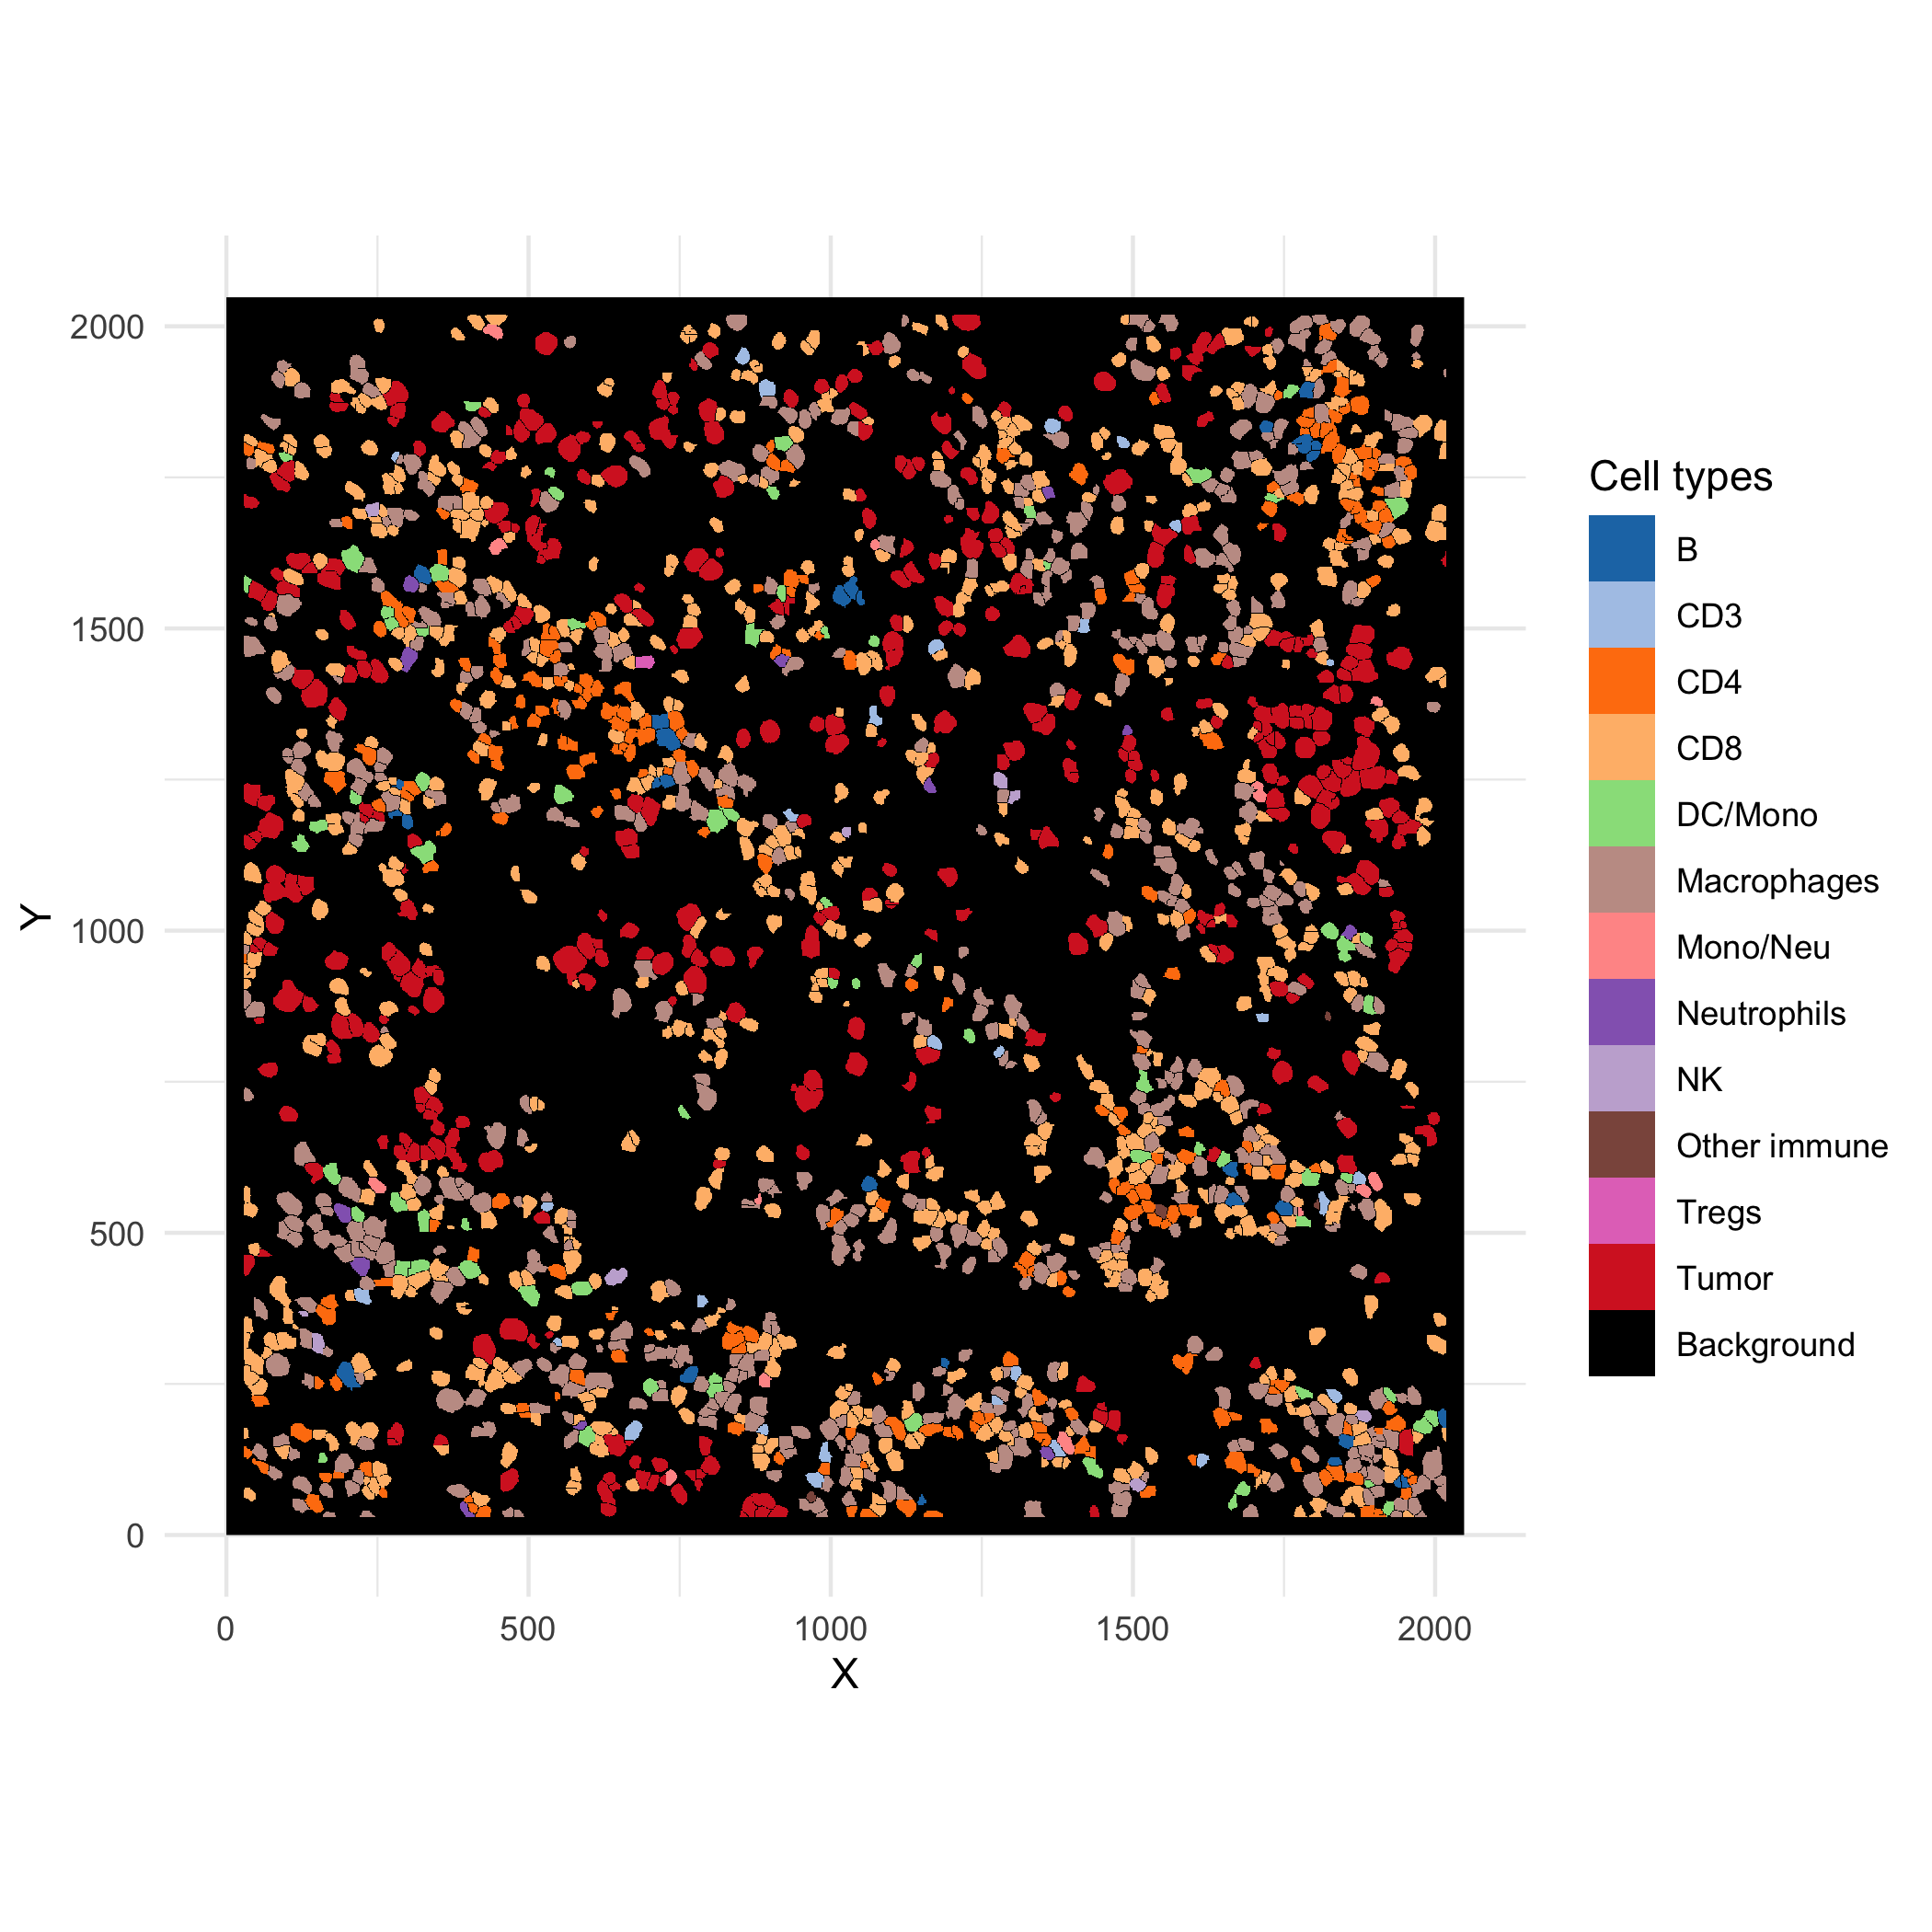 2000
1500
1000
500
0
Y
0 500 1000 1500 2000
X
Cell types
B
CD3
CD4
CD8
DC/Mono
Macrophages
Mono/Neu
Neutrophils
NK
Other immune
Tregs
Tumor
Background